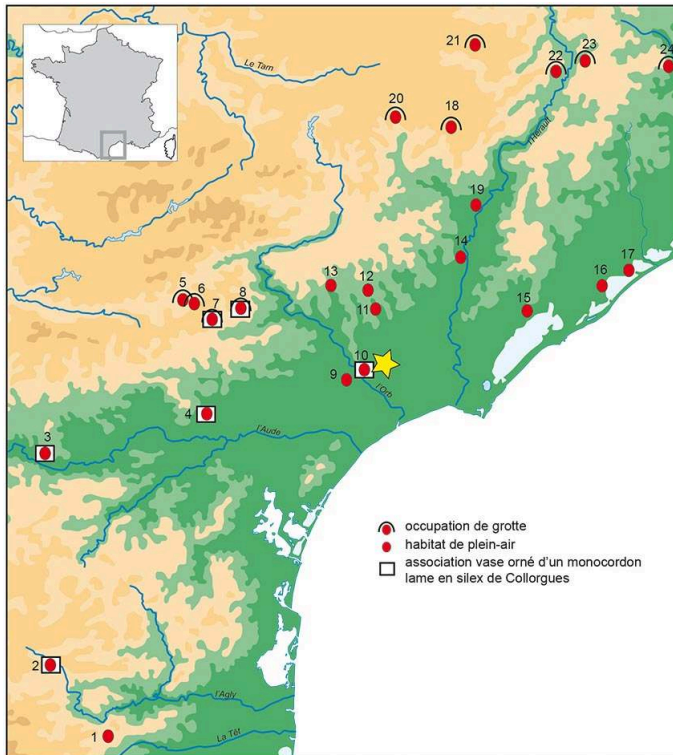 21
23
24
22
Le Tarn
20
18
l'Hérault
19
14
17
5
6
13
12
16
8
7
11
15
10
9
l'Orb
4
3
l'Aude
occupation de grotte
habitat de plein-air
association vase orné d'un monocordon
lame en silex de Collorgues
2
l'Agly
1
La Têt